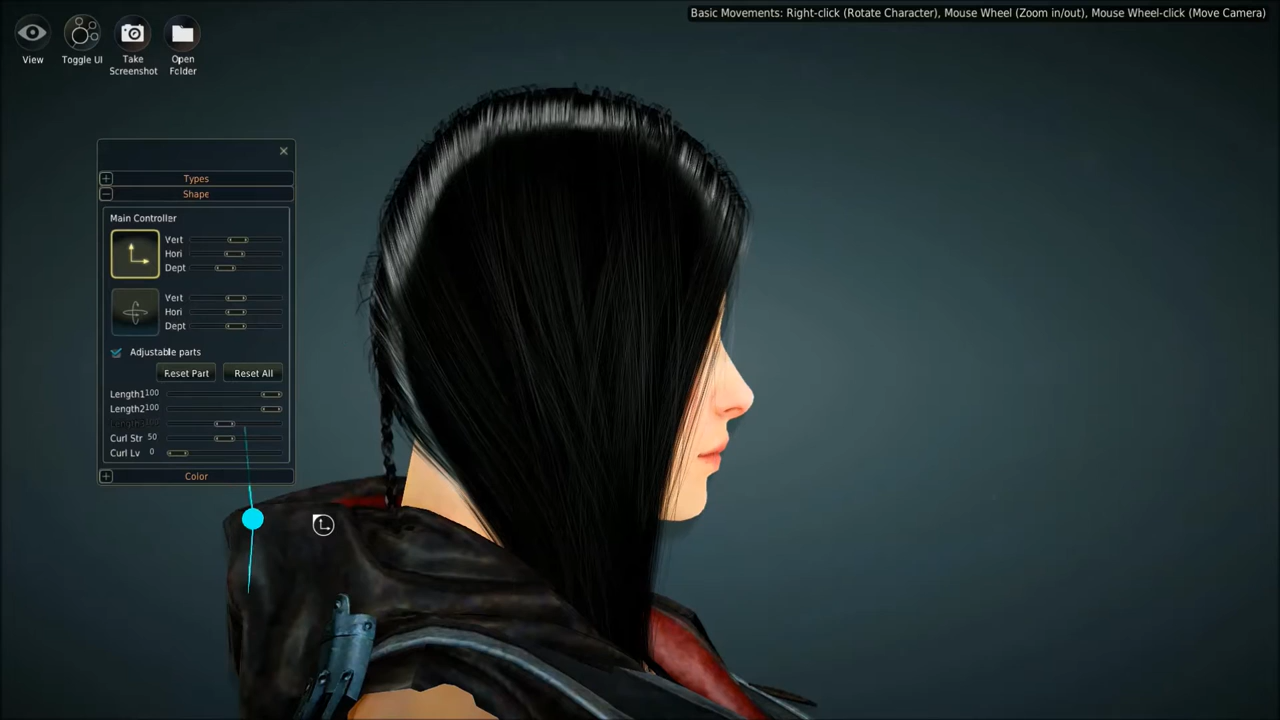 Basic Movements: Right-click (Rotate Character), Mouse Wheel (Zoom in/out), Mouse Wheel-click (Move Camera)
View
Toggle UI
Take Screenshot
Open Folder
Types
Shape
Main Controller
Vert
Hori
Dept
Vert
Hori
Dept
Adjustable parts
Reset Part
Reset All
Length1 100
Length2 100
Curl Str 50
Curl Lv 0
Color